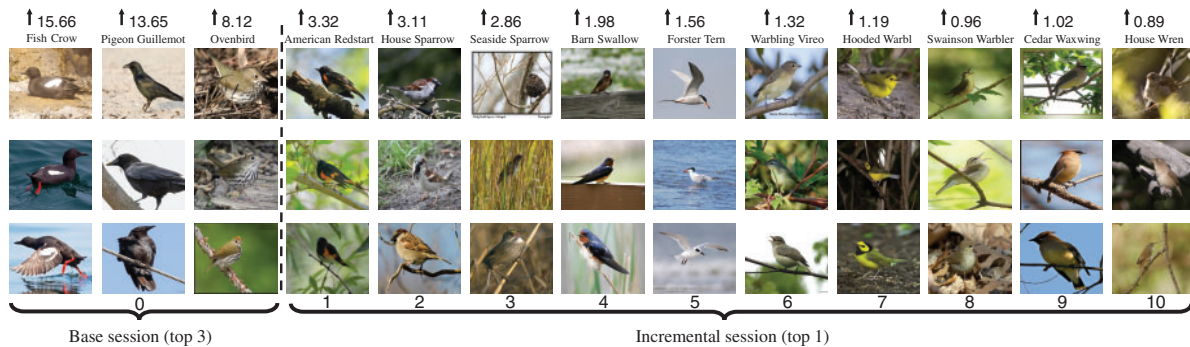 ↑ 15.66 ↑ 13.65 ↑ 8.12 ↑ 3.32 ↑ 3.11 ↑ 2.86 ↑ 1.98 ↑ 1.56 ↑ 1.32 ↑ 1.19 ↑ 0.96 ↑ 1.02 ↑ 0.89
Fish Crow Pigeon Guillemot Ovenbird American Redstart House Sparrow Seaside Sparrow Barn Swallow Forster Tern Warbling Vireo Hooded Warbl Swainson Warbler Cedar Waxwing House Wren
0 1 2 3 4 5 6 7 8 9 10
Base session (top 3) Incremental session (top 1)